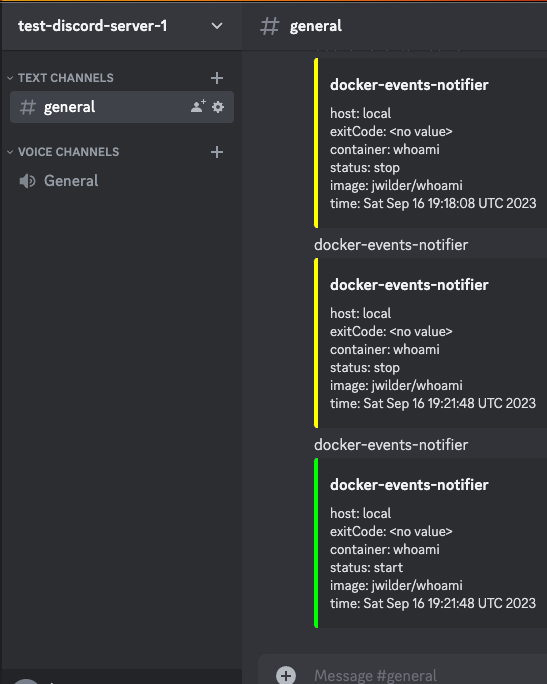 test-discord-server-1
general
TEXT CHANNELS
general
VOICE CHANNELS
General
docker-events-notifier
host: local
exitCode: <no value>
container: whoami
status: stop
image: jwilder/whoami
time: Sat Sep 16 19:18:08 UTC 2023
docker-events-notifier
docker-events-notifier
host: local
exitCode: <no value>
container: whoami
status: stop
image: jwilder/whoami
time: Sat Sep 16 19:21:48 UTC 2023
docker-events-notifier
docker-events-notifier
host: local
exitCode: <no value>
container: whoami
status: start
image: jwilder/whoami
time: Sat Sep 16 19:21:48 UTC 2023
Message #general